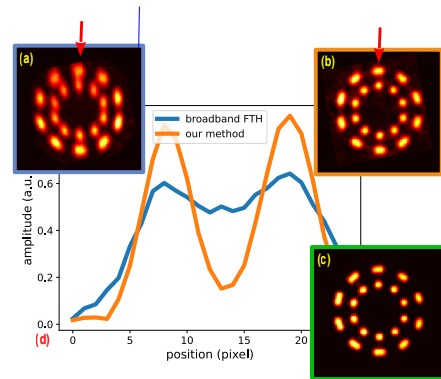 (a)
(b)
broadband FTH
our method
amplitude (a.u.
0.6
0.4
0.2
0.0
(c)
(d)
0
5
10
15
20
position (pixel)